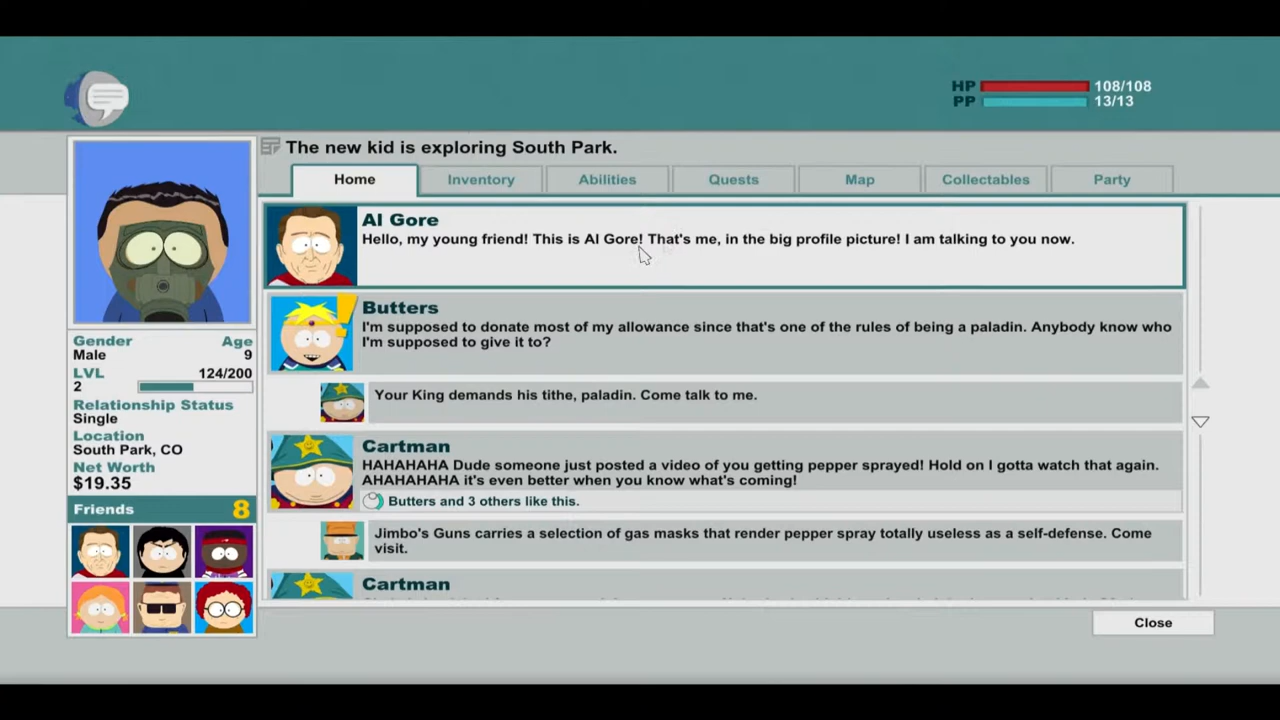 HP 108/108
PP 13/13
The new kid is exploring South Park.
Home Inventory Abilities Quests Map Collectables Party
Al Gore
Hello, my young friend! This is Al Gore! That's me, in the big profile picture! I am talking to you now.
Butters
I'm supposed to donate most of my allowance since that's one of the rules of being a paladin. Anybody know who
I'm supposed to give it to?
Your King demands his tithe, paladin. Come talk to me.
Cartman
HAHAHAHA Dude someone just posted a video of you getting pepper sprayed! Hold on I gotta watch that again.
AHAHAHAHA it's even better when you know what's coming!
Butters and 3 others like this.
Jimbo's Guns carries a selection of gas masks that render pepper spray totally useless as a self-defense. Come
visit.
Cartman
Gender Age
Male 9
LVL 124/200
2
Relationship Status
Single
Location
South Park, CO
Net Worth
$19.35
Friends 8
Close